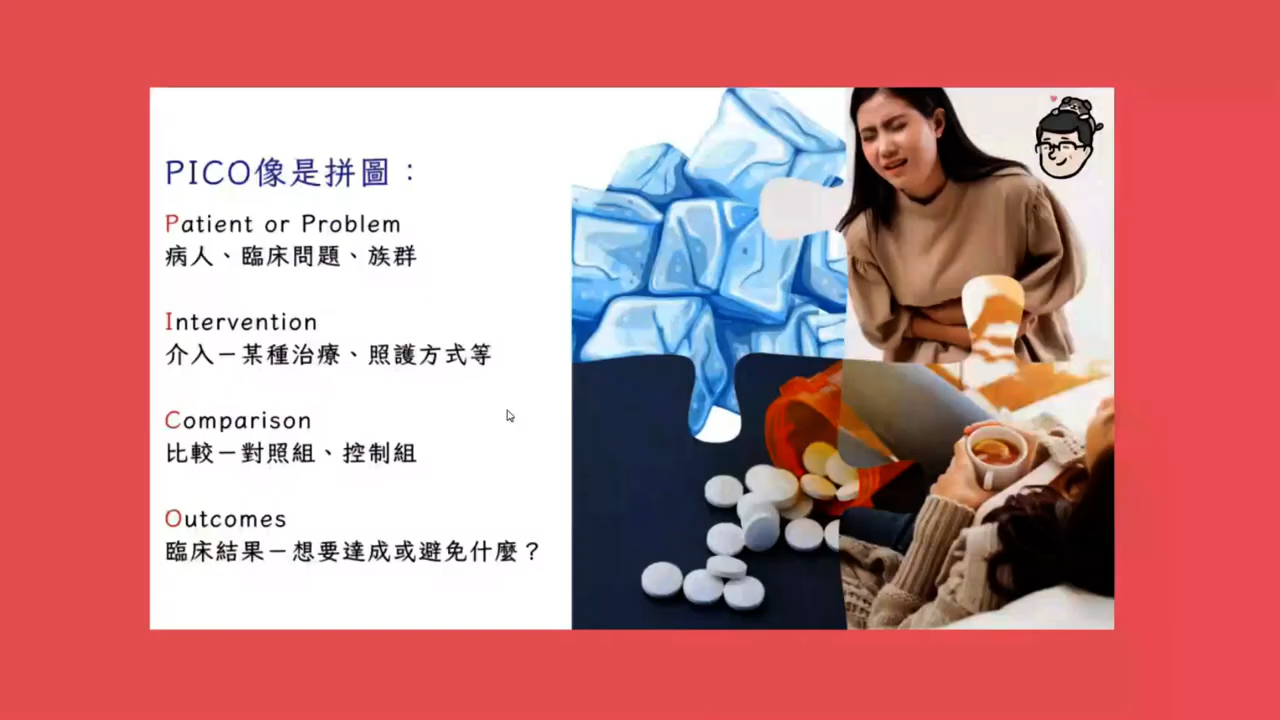 PICO像是拼圖：
Patient or Problem
病人、臨床問題、族群
Intervention
介入－某種治療、照護方式等
Comparison
比較－對照組、控制組
Outcomes
臨床結果－想要達成或避免什麼？